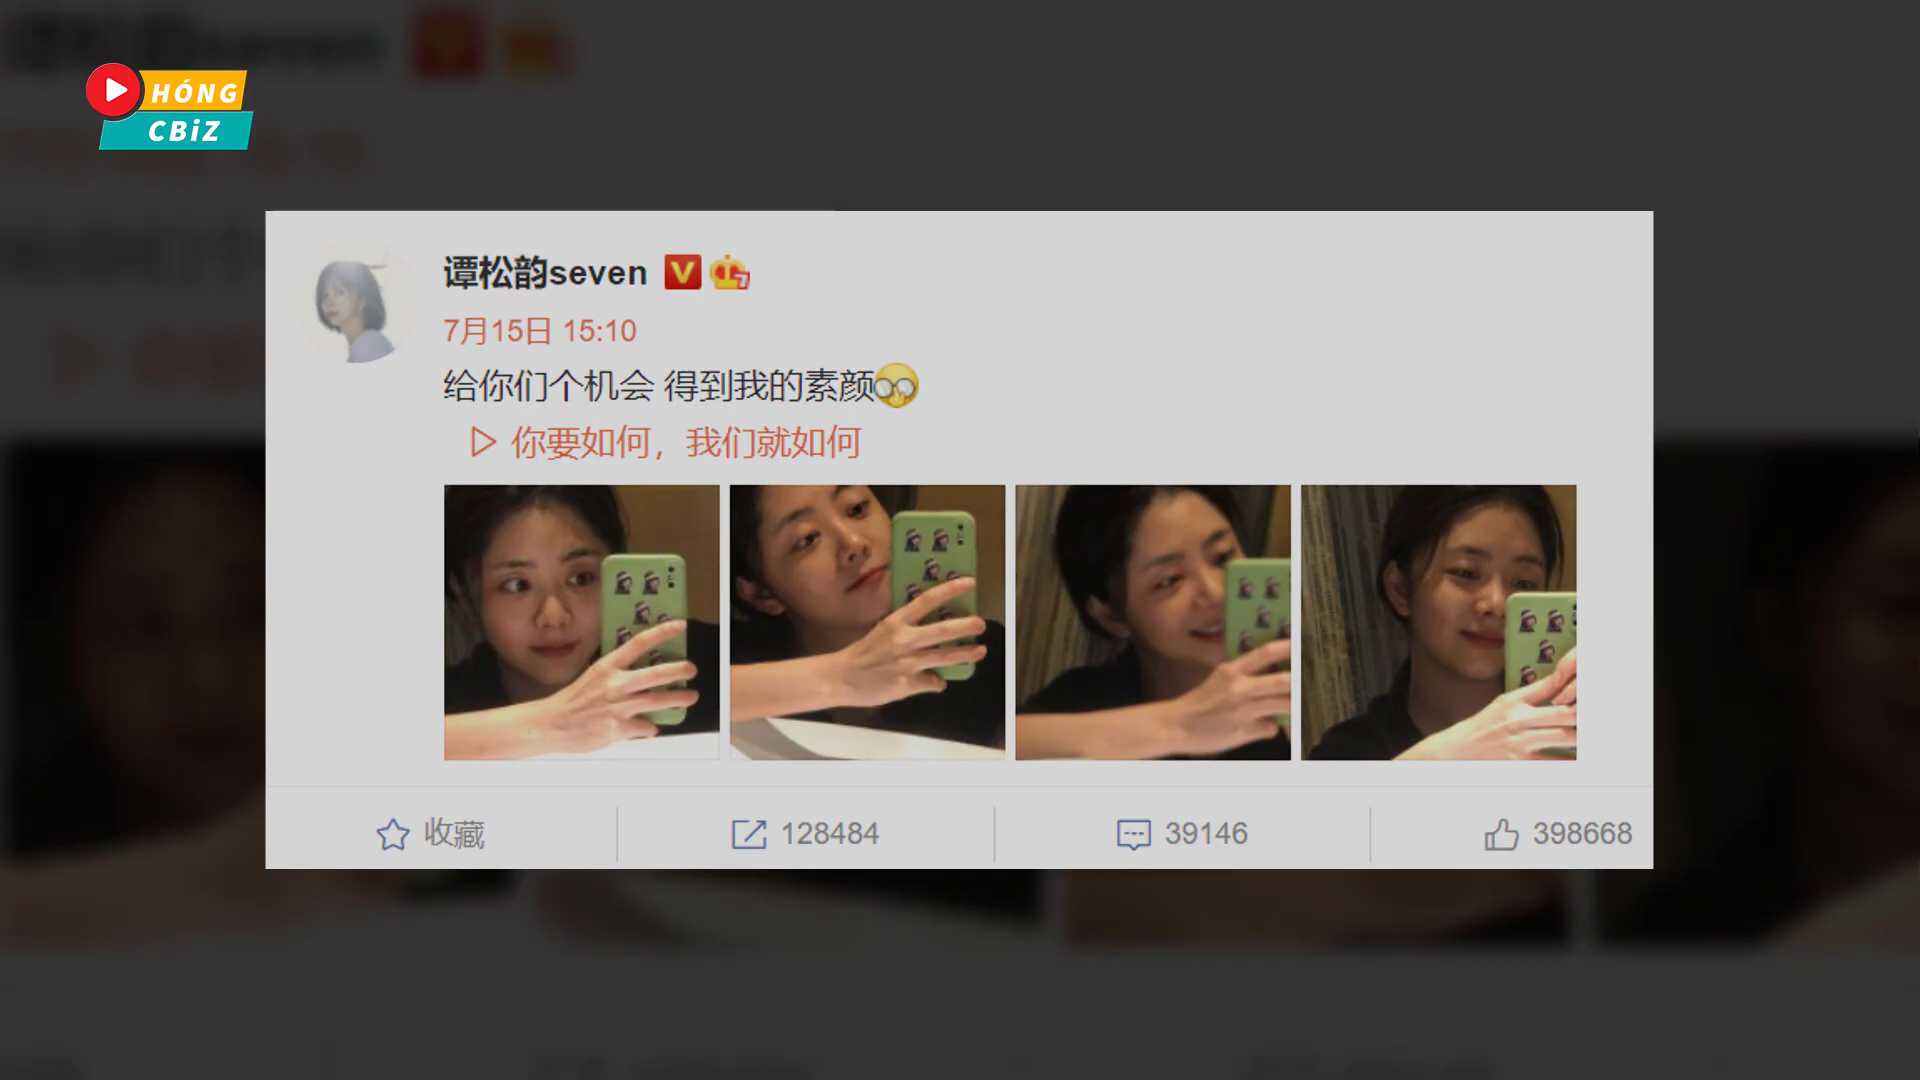 HÓNG
CBiZ
谭松韵seven
7月15日 15:10
给你们个机会 得到我的素颜
你要如何，我们就如何
收藏
128484
39146
398668